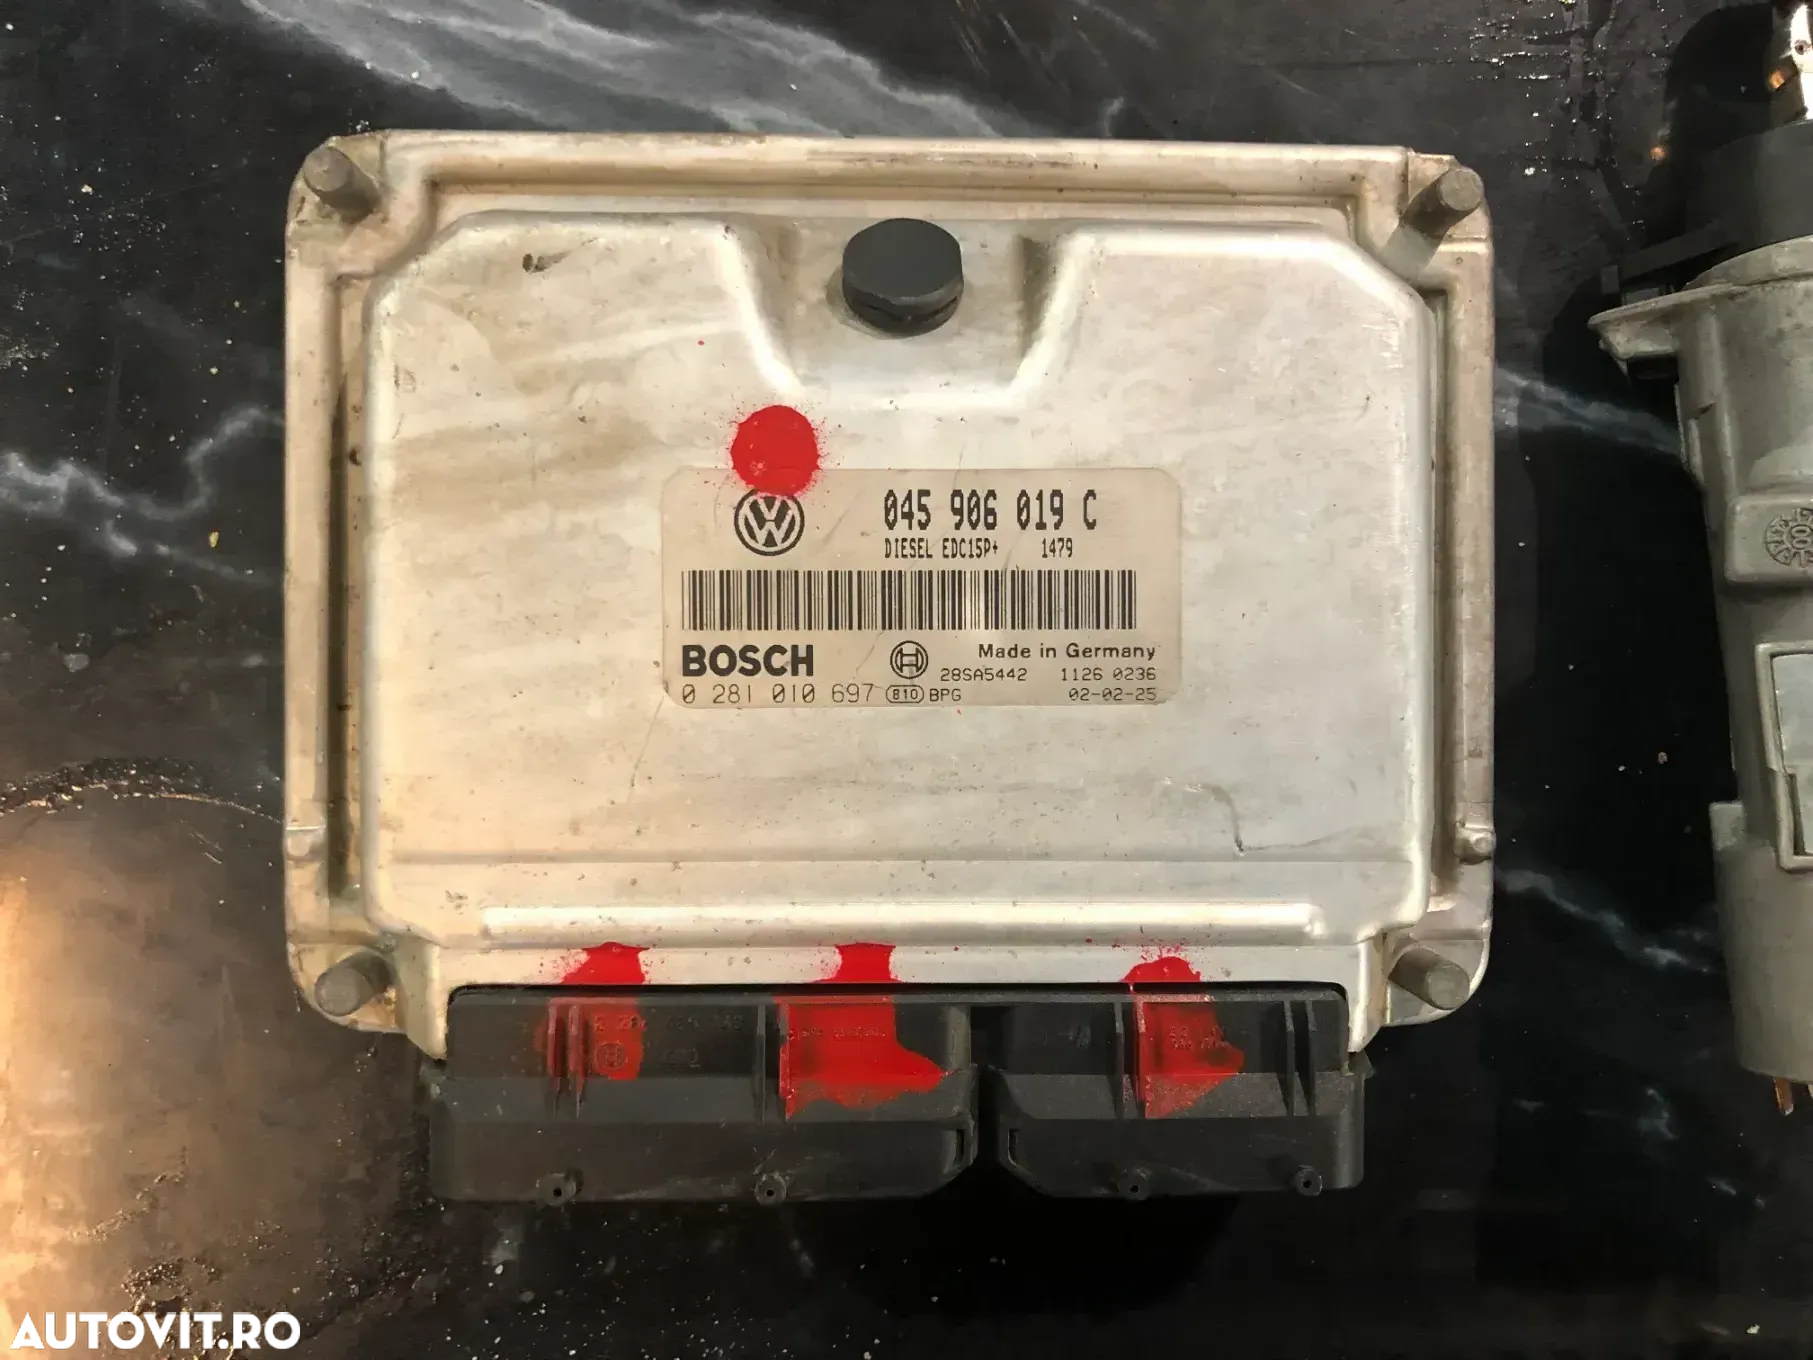 045 906 019 C
DIESEL EDC15P+ 1479
BOSCH
Made in Germany
28SA5442 1126 0236
0 281 010 697 810 BPG 02-02-25
AUTOVIT.RO